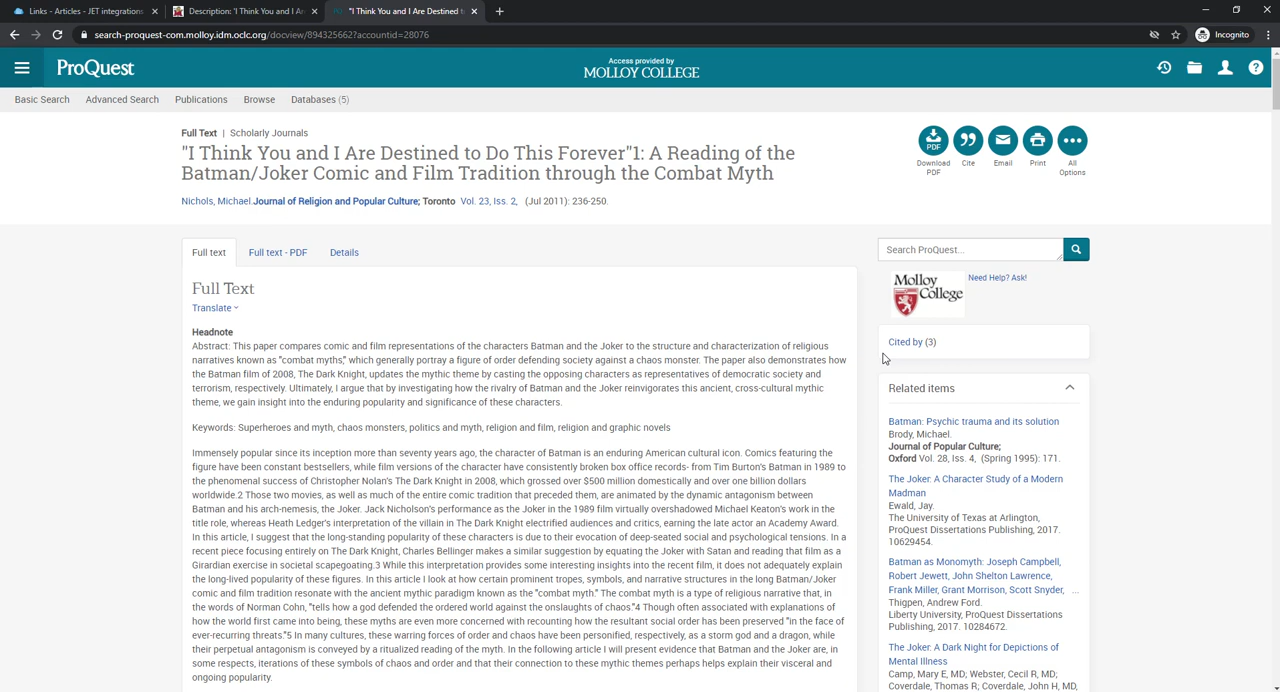 Links - Articles - JET integrations
Description: 'I Think You and I Are
"I Think You and I Are Destined to
search-proquest-com.molloy.idm.oclc.org/docview/894325662?accountid=28076
Incognito
ProQuest
Access provided by
MOLLOY COLLEGE
Basic Search
Advanced Search
Publications
Browse
Databases (5)
Full Text | Scholarly Journals
"I Think You and I Are Destined to Do This Forever"1: A Reading of the
Batman/Joker Comic and Film Tradition through the Combat Myth
Nichols, Michael. Journal of Religion and Popular Culture; Toronto Vol. 23, Iss. 2, (Jul 2011): 236-250.
PDF
Download
PDF
Cite
Email
Print
All
Options
Full text
Full text - PDF
Details
Full Text
Translate
Headnote
Abstract: This paper compares comic and film representations of the characters Batman and the Joker to the structure and characterization of religious
narratives known as "combat myths," which generally portray a figure of order defending society against a chaos monster. The paper also demonstrates how
the Batman film of 2008, The Dark Knight, updates the mythic theme by casting the opposing characters as representatives of democratic society and
terrorism, respectively. Ultimately, I argue that by investigating how the rivalry of Batman and the Joker reinvigorates this ancient, cross-cultural mythic
theme, we gain insight into the enduring popularity and significance of these characters.
Keywords: Superheroes and myth, chaos monsters, politics and myth, religion and film, religion and graphic novels
Immensely popular since its inception more than seventy years ago, the character of Batman is an enduring American cultural icon. Comics featuring the
figure have been constant bestsellers, while film versions of the character have consistently broken box office records- from Tim Burton's Batman in 1989 to
the phenomenal success of Christopher Nolan's The Dark Knight in 2008, which grossed over $500 million domestically and over one billion dollars
worldwide.2 Those two movies, as well as much of the entire comic tradition that preceded them, are animated by the dynamic antagonism between
Batman and his arch-nemesis, the Joker. Jack Nicholson's performance as the Joker in the 1989 film virtually overshadowed Michael Keaton's work in the
title role, whereas Heath Ledger's interpretation of the villain in The Dark Knight electrified audiences and critics, earning the late actor an Academy Award.
In this article, I suggest that the long-standing popularity of these characters is due to their evocation of deep-seated social and psychological tensions. In a
recent piece focusing entirely on The Dark Knight, Charles Bellinger makes a similar suggestion by equating the Joker with Satan and reading that film as a
Girardian exercise in societal scapegoating.3 While this interpretation provides some interesting insights into the recent film, it does not adequately explain
the long-lived popularity of these figures. In this article I look at how certain prominent tropes, symbols, and narrative structures in the long Batman/Joker
comic and film tradition resonate with the ancient mythic paradigm known as the "combat myth." The combat myth is a type of religious narrative that, in
the words of Norman Cohn, "tells how a god defended the ordered world against the onslaughts of chaos."4 Though often associated with explanations of
how the world first came into being, these myths are even more concerned with recounting how the resultant social order has been preserved "in the face of
ever-recurring threats."5 In many cultures, these warring forces of order and chaos have been personified, respectively, as a storm god and a dragon, while
their perpetual antagonism is conveyed by a ritualized reading of the myth. In the following article I will present evidence that Batman and the Joker are, in
some respects, iterations of these symbols of chaos and order and that their connection to these mythic themes perhaps helps explain their visceral and
ongoing popularity.
Search ProQuest...
Molloy
College
Need Help? Ask!
Cited by (3)
Related items
Batman: Psychic trauma and its solution
Brody, Michael.
Journal of Popular Culture;
Oxford Vol. 28, Iss. 4, (Spring 1995): 171.
The Joker: A Character Study of a Modern
Madman
Ewald, Jay.
The University of Texas at Arlington,
ProQuest Dissertations Publishing, 2017.
10629454.
Batman as Monomyth: Joseph Campbell,
Robert Jewett, John Shelton Lawrence,
Frank Miller, Grant Morrison, Scott Snyder, ...
Thigpen, Andrew Ford.
Liberty University, ProQuest Dissertations
Publishing, 2017. 10284672.
The Joker: A Dark Night for Depictions of
Mental Illness
Camp, Mary E, MD; Webster, Cecil R, MD;
Coverdale, Thomas R; Coverdale, John H, MD,